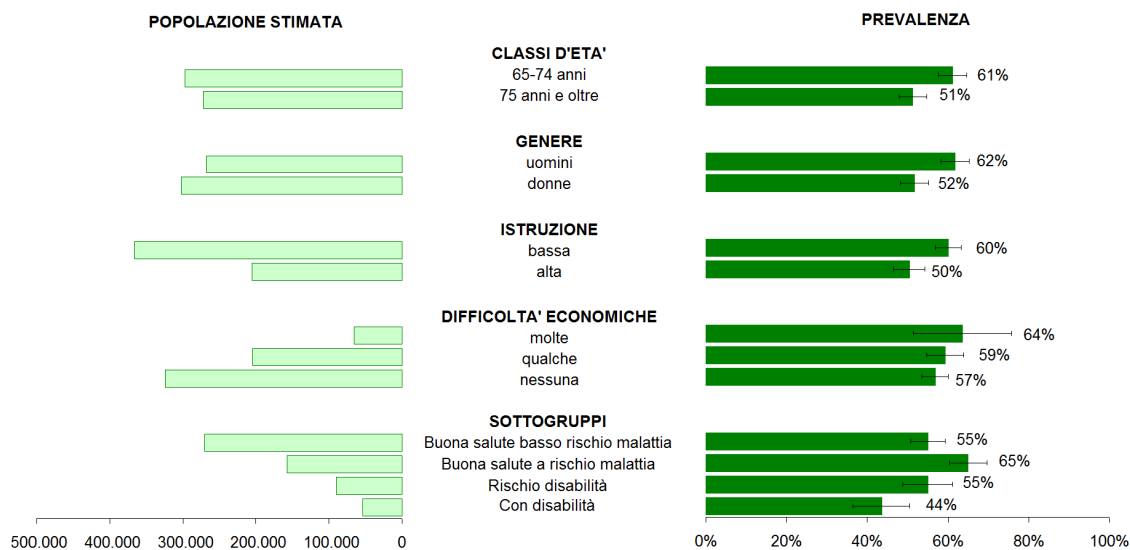 POPOLAZIONE STIMATA
PREVALENZA
CLASSI D'ETA'
65-74 anni
61%
75 anni e oltre
51%
GENERE
uomini
62%
donne
52%
ISTRUZIONE
bassa
60%
alta
50%
DIFFICOLTA' ECONOMICHE
molte
64%
qualche
59%
nessuna
57%
SOTTOGRUPPI
Buona salute basso rischio malattia
55%
Buona salute a rischio malattia
65%
Rischio disabilità
55%
Con disabilità
44%
500.000 400.000 300.000 200.000 100.000 0
0% 20% 40% 60% 80% 100%